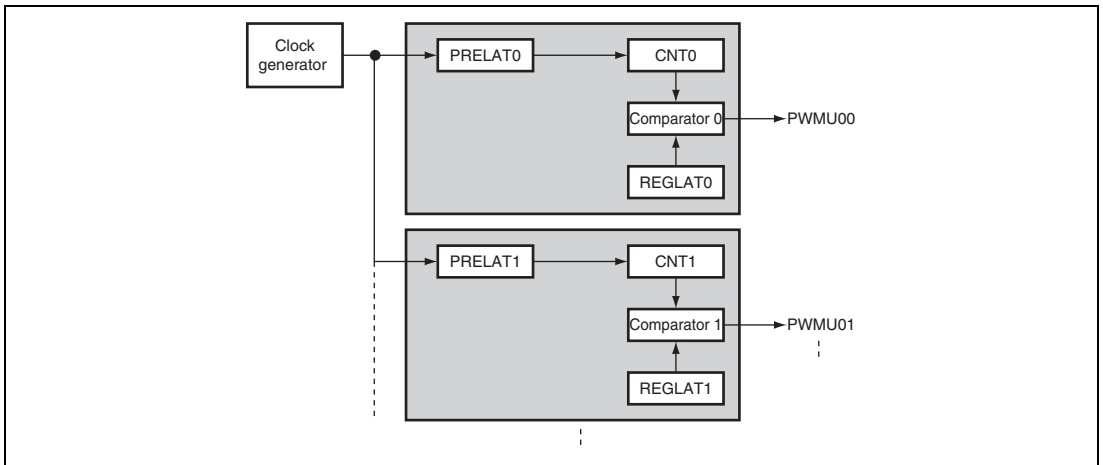 Clock
generator
PRELAT0
CNT0
Comparator 0
PWMU00
REGLAT0
PRELAT1
CNT1
Comparator 1
PWMU01
REGLAT1